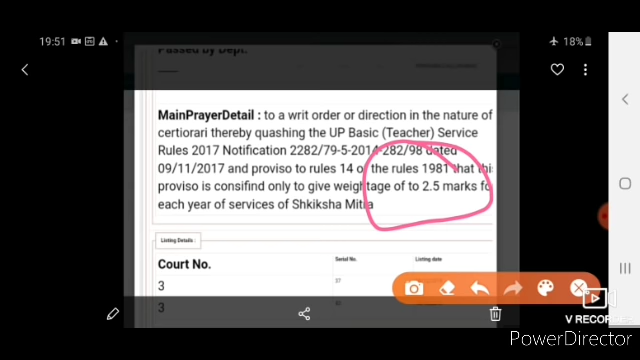 19:51
18%
Passed by Dept.
MainPrayerDetail : to a writ order or direction in the nature of
certiorari thereby quashing the UP Basic (Teacher) Service
Rules 2017 Notification 2282/79-5-2014-282/98 dated
09/11/2017 and proviso to rules 14 of the rules 1981 that this
proviso is consifind only to give weightage of to 2.5 marks fo
each year of services of Shkiksha Mitra
Listing Details :
Serial No.
Listing date
Court No.
3
37
3
V RECORDER
PowerDirector